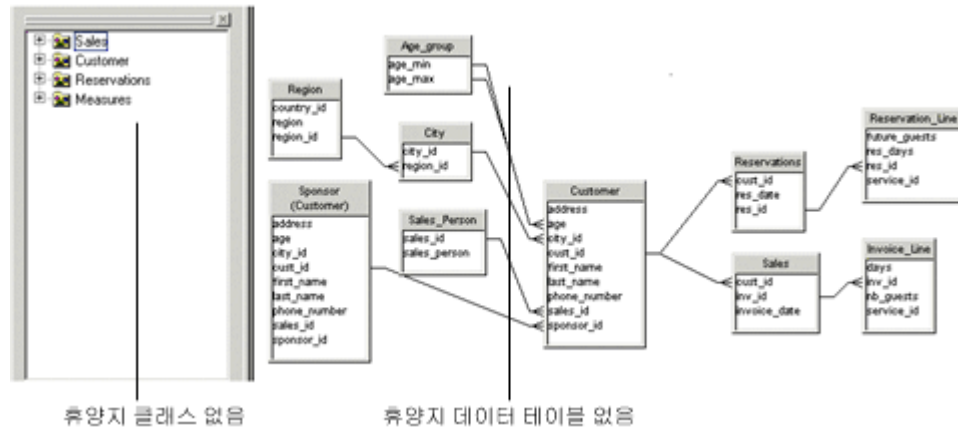 Sales
Customer
Reservations
Measures
Age_group
age_min
age_max
Region
country_id
region
region_id
City
city_id
region_id
Sponsor
(Customer)
address
age
city_id
cust_id
first_name
last_name
phone_number
sales_id
sponsor_id
Sales_Person
sales_id
sales_person
Customer
address
age
city_id
cust_id
first_name
last_name
phone_number
sales_id
sponsor_id
Reservations
cust_id
res_date
res_id
Reservation_Line
future_guests
res_days
res_id
service_id
Sales
cust_id
inv_id
invoice_date
Invoice_Line
days
inv_id
nb_guests
service_id
휴양지 클래스 없음
휴양지 데이터 테이블 없음